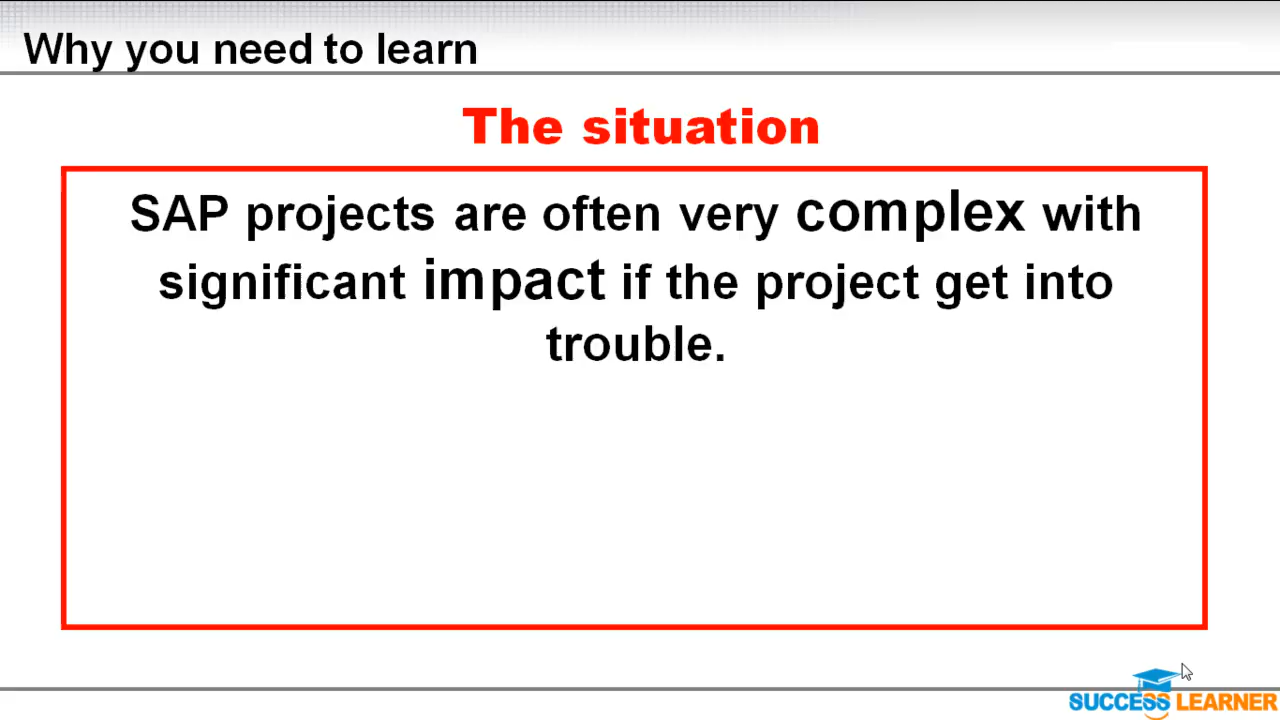 Why you need to learn
The situation
SAP projects are often very complex with
significant impact if the project get into
trouble.
SUCCESS LEARNER